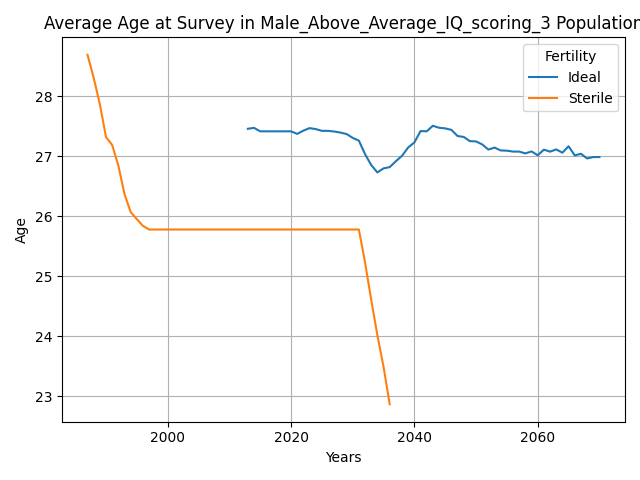 Average Age at Survey in Male_Above_Average_IQ_scoring_3 Population
Fertility
Ideal
Sterile
28
27
26
25
24
23
Age
2000
2020
2040
2060
Years